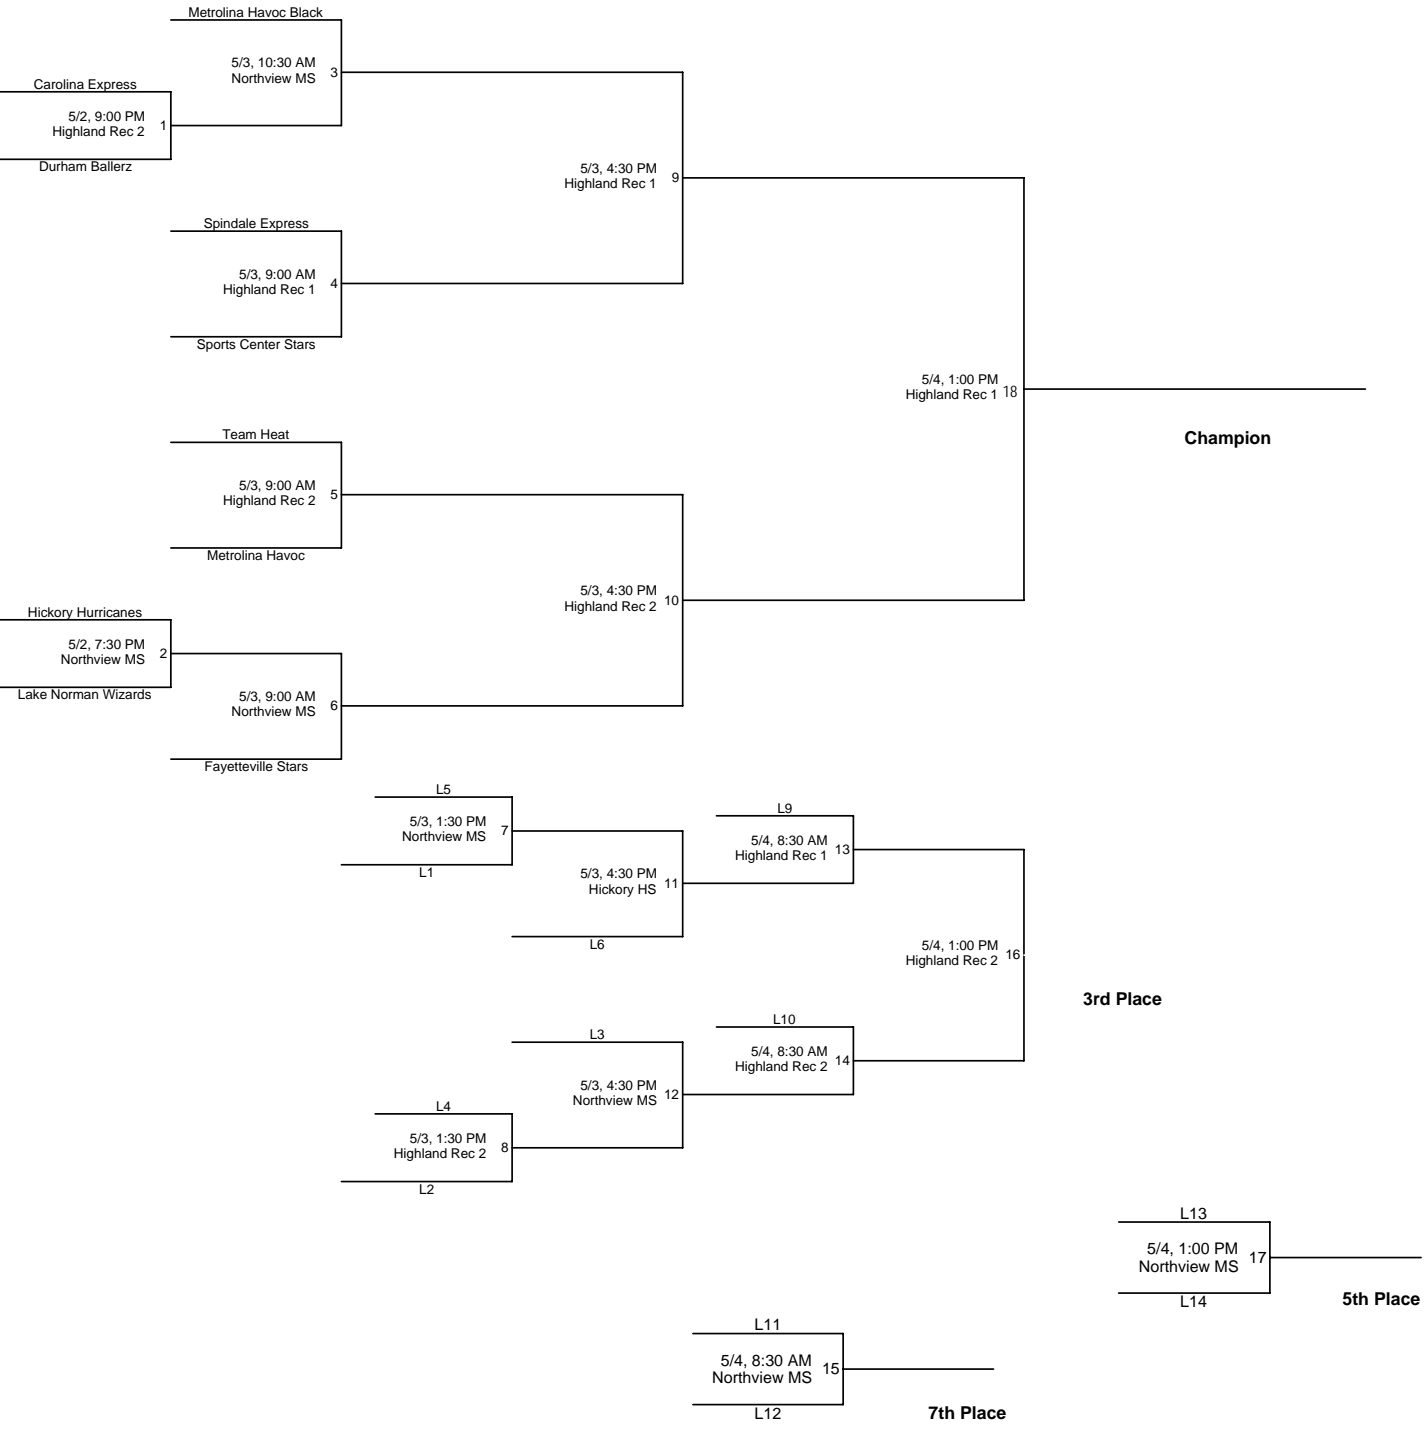 Metrolina Havoc Black
5/3, 10:30 AM
Northview MS
3
Carolina Express
5/2, 9:00 PM
Highland Rec 2
1
Durham Ballerz
5/3, 4:30 PM
Highland Rec 1
9
Spindale Express
5/3, 9:00 AM
Highland Rec 1
4
Sports Center Stars
5/4, 1:00 PM
Highland Rec 1
18
Champion
Team Heat
5/3, 9:00 AM
Highland Rec 2
5
Metrolina Havoc
5/3, 4:30 PM
Highland Rec 2
10
Hickory Hurricanes
5/2, 7:30 PM
Northview MS
2
Lake Norman Wizards
5/3, 9:00 AM
Northview MS
6
Fayetteville Stars
L5
5/3, 1:30 PM
Northview MS
7
L1
L9
5/4, 8:30 AM
Highland Rec 1
13
5/3, 4:30 PM
Hickory HS
11
L6
5/4, 1:00 PM
Highland Rec 2
16
3rd Place
L10
5/4, 8:30 AM
Highland Rec 2
14
L3
5/3, 4:30 PM
Northview MS
12
L4
5/3, 1:30 PM
Highland Rec 2
8
L2
L13
5/4, 1:00 PM
Northview MS
17
L14
5th Place
L11
5/4, 8:30 AM
Northview MS
15
L12
7th Place